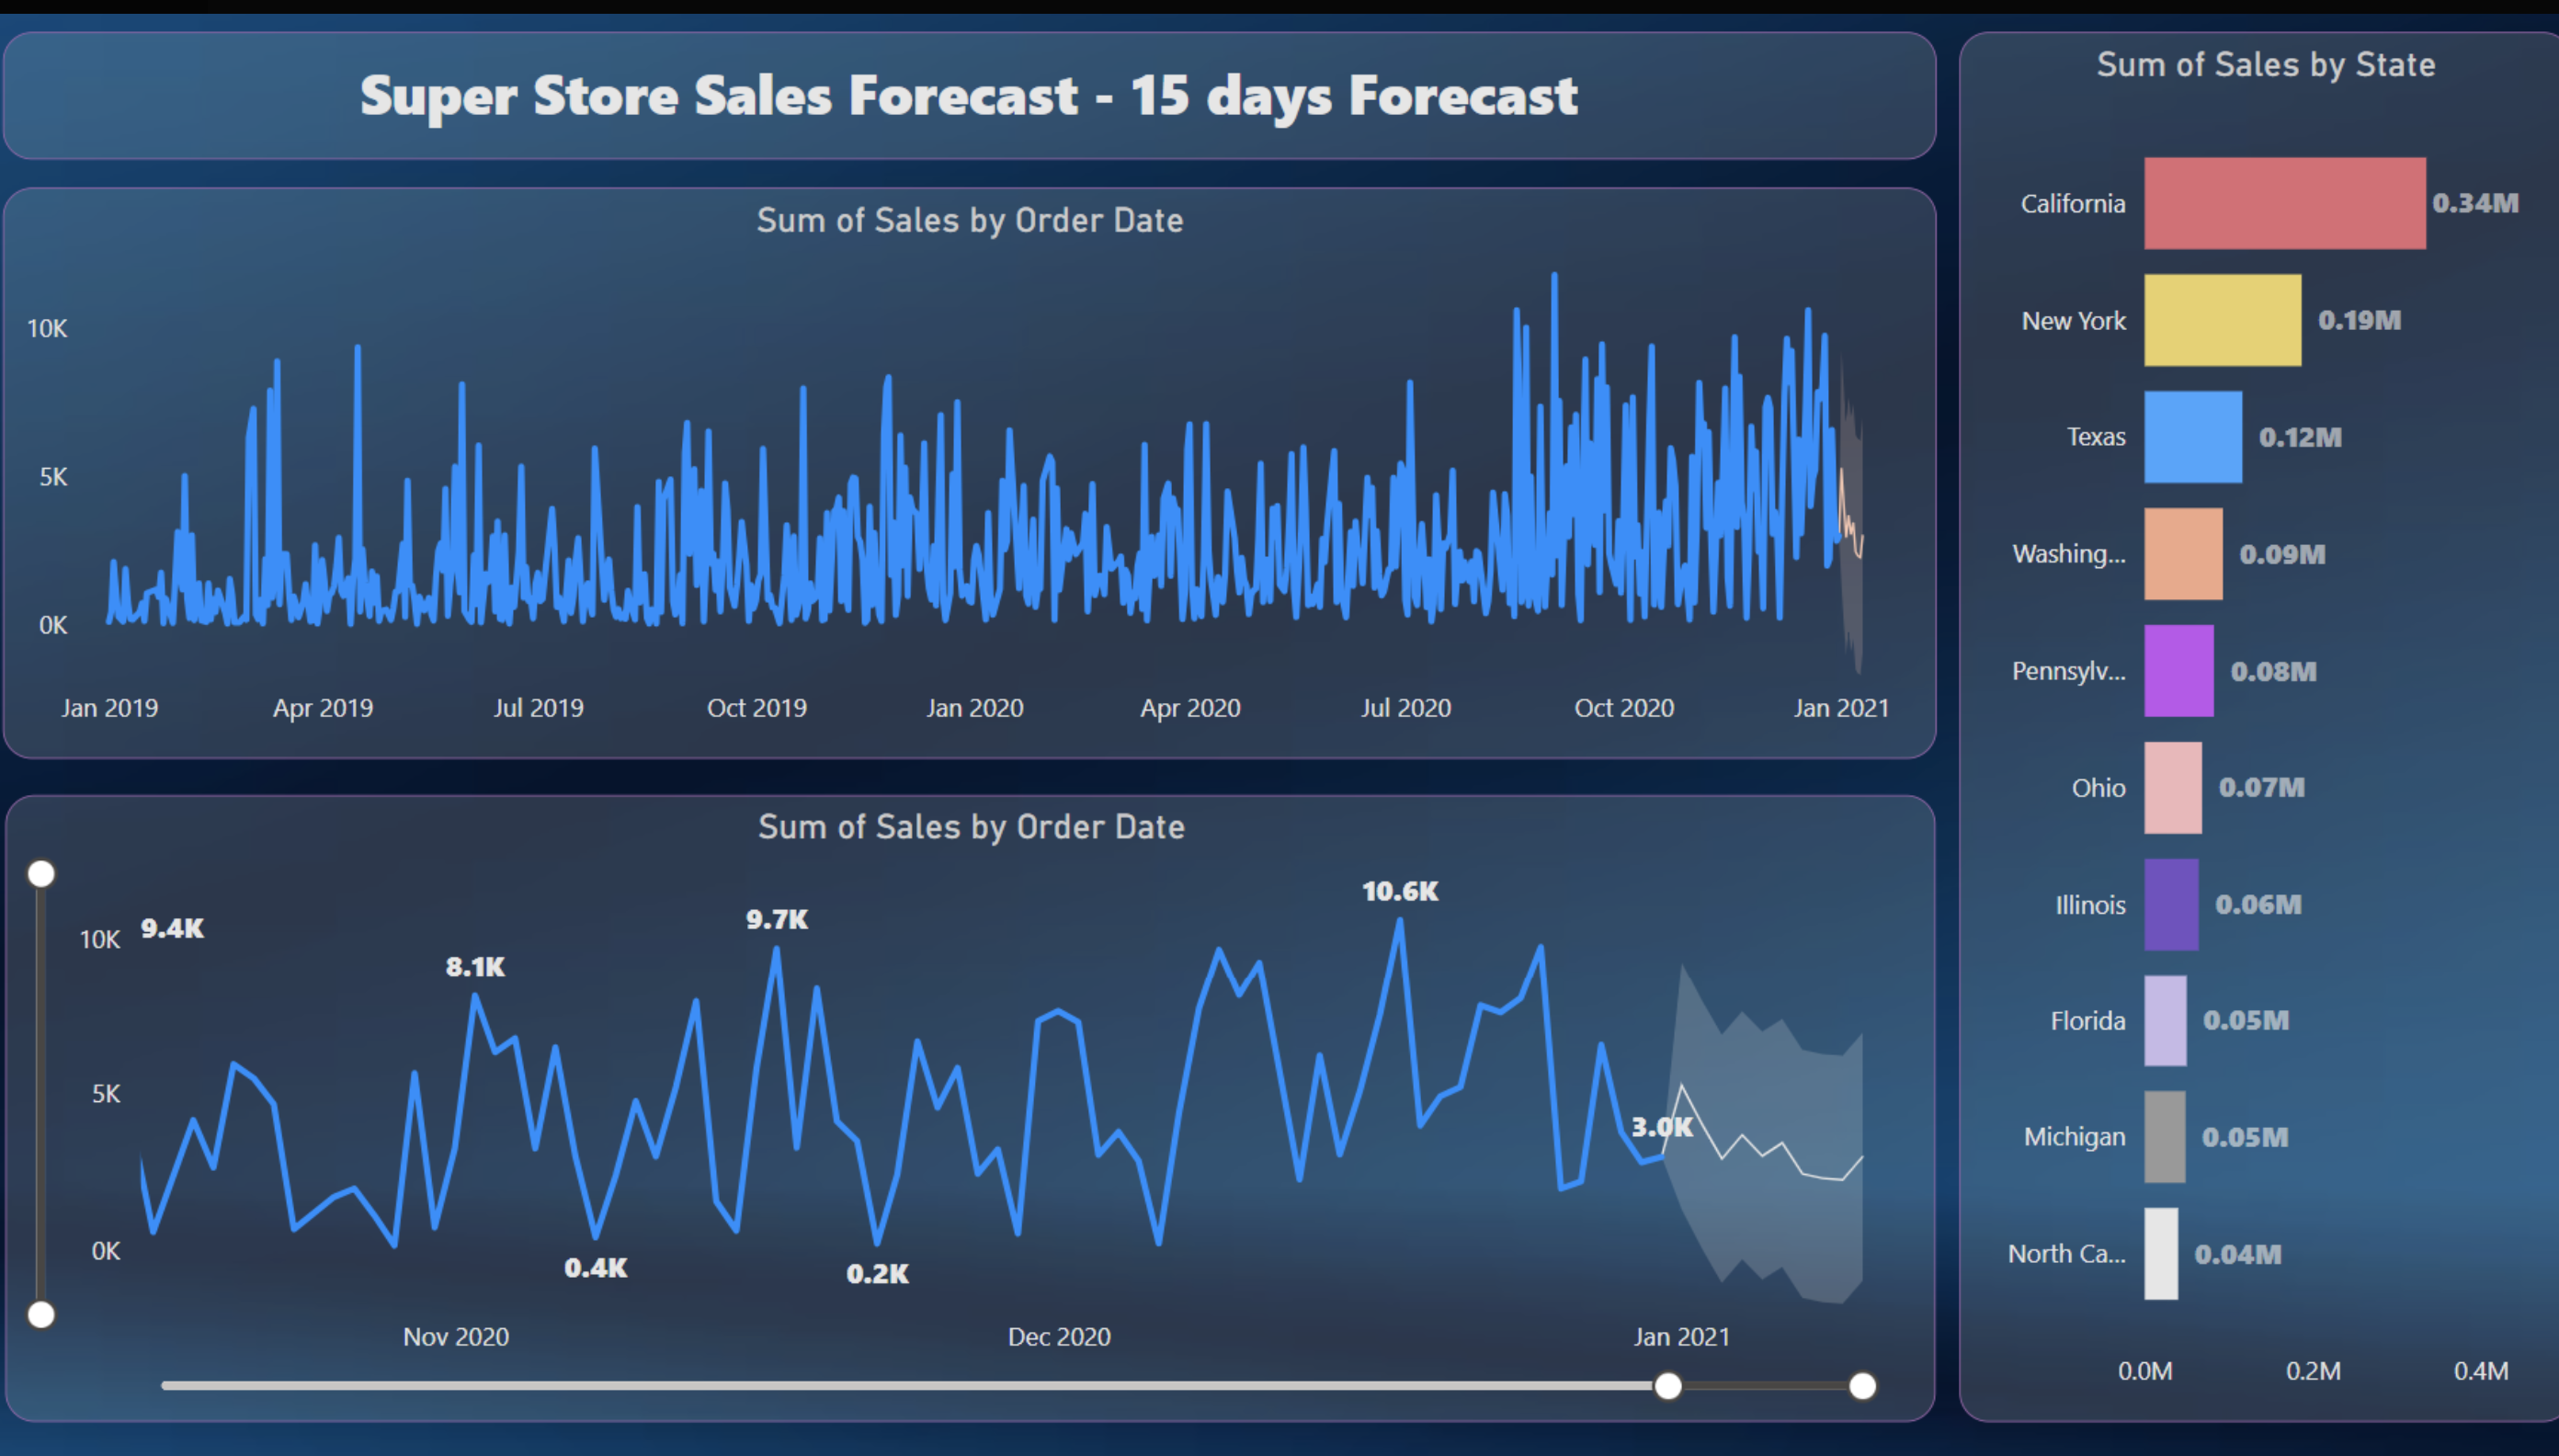 Super Store Sales Forecast - 15 days Forecast
Sum of Sales by Order Date
10K
5K
0K
Jan 2019 Apr 2019 Jul 2019 Oct 2019 Jan 2020 Apr 2020 Jul 2020 Oct 2020 Jan 2021
Sum of Sales by Order Date
10K
5K
0K
9.4K
8.1K
0.4K
9.7K
0.2K
10.6K
3.0K
Nov 2020 Dec 2020 Jan 2021
Sum of Sales by State
California 0.34M
New York 0.19M
Texas 0.12M
Washing... 0.09M
Pennsylv... 0.08M
Ohio 0.07M
Illinois 0.06M
Florida 0.05M
Michigan 0.05M
North Ca... 0.04M
0.0M 0.2M 0.4M